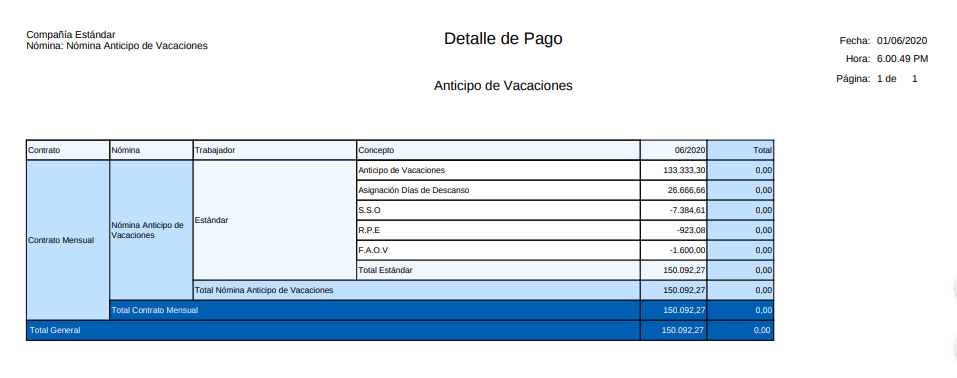 Compañía Estándar
Nómina: Nómina Anticipo de Vacaciones
Detalle de Pago
Anticipo de Vacaciones
Fecha: 01/06/2020
Hora: 6.00.49 PM
Página: 1 de 1
Contrato Nómina Trabajador Concepto 06/2020 Total
Contrato Mensual
Nómina Anticipo de
Vacaciones
Estándar
Anticipo de Vacaciones 133.333,30 0,00
Asignación Días de Descanso 26.666,66 0,00
S.S.O -7.384,61 0,00
R.P.E -923,08 0,00
F.A.O.V -1.600,00 0,00
Total Estándar 150.092,27 0,00
Total Nómina Anticipo de Vacaciones 150.092,27 0,00
Total Contrato Mensual 150.092,27 0,00
Total General 150.092,27 0,00